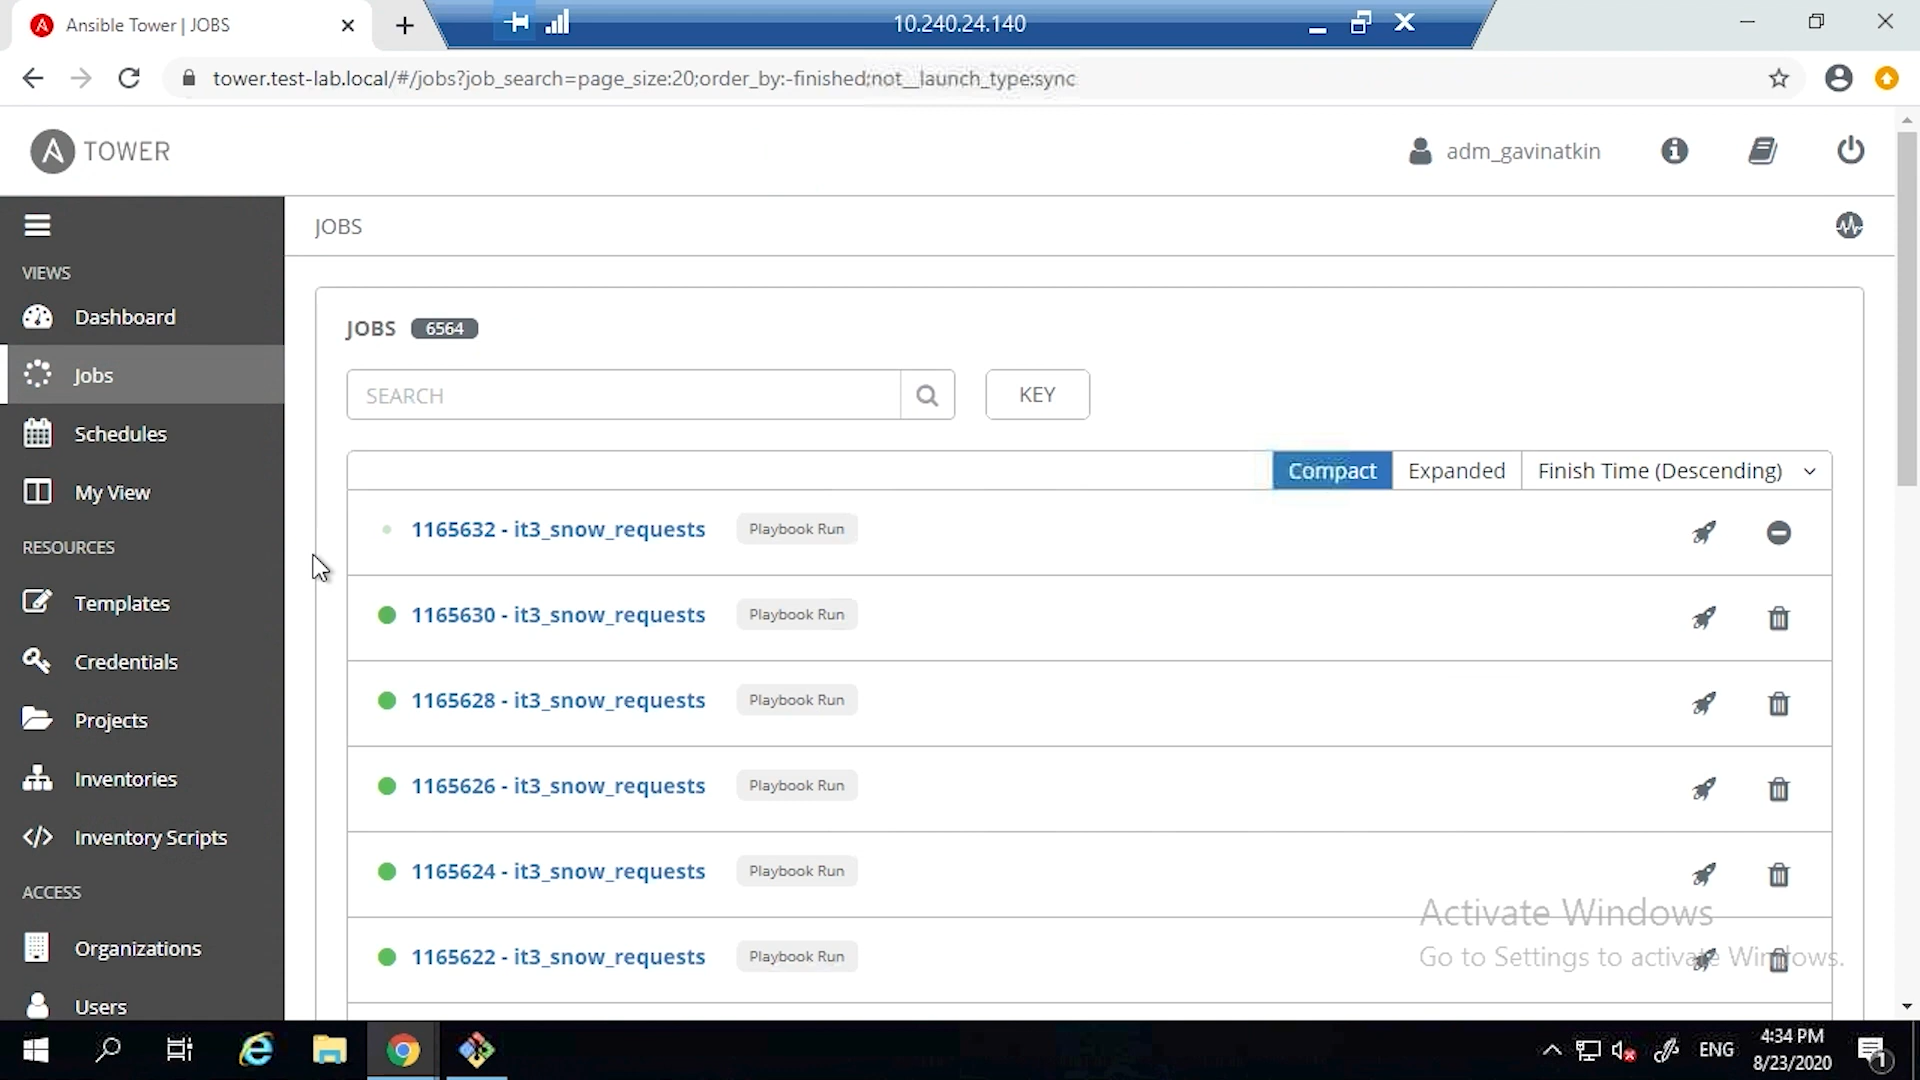 Ansible Tower | JOBS
10.240.24.140
tower.test-lab.local/#/jobs?job_search=page_size:20;order_by:-finished;not__launch_type:sync
A TOWER
adm_gavinatkin
JOBS
VIEWS
Dashboard
Jobs
Schedules
My View
RESOURCES
Templates
Credentials
Projects
Inventories
Inventory Scripts
ACCESS
Organizations
Users
JOBS 6564
SEARCH
KEY
Compact Expanded Finish Time (Descending)
1165632 - it3_snow_requests Playbook Run
1165630 - it3_snow_requests Playbook Run
1165628 - it3_snow_requests Playbook Run
1165626 - it3_snow_requests Playbook Run
1165624 - it3_snow_requests Playbook Run
1165622 - it3_snow_requests Playbook Run
Activate Windows
Go to Settings to activate Windows.
ENG
4:34 PM
8/23/2020
1